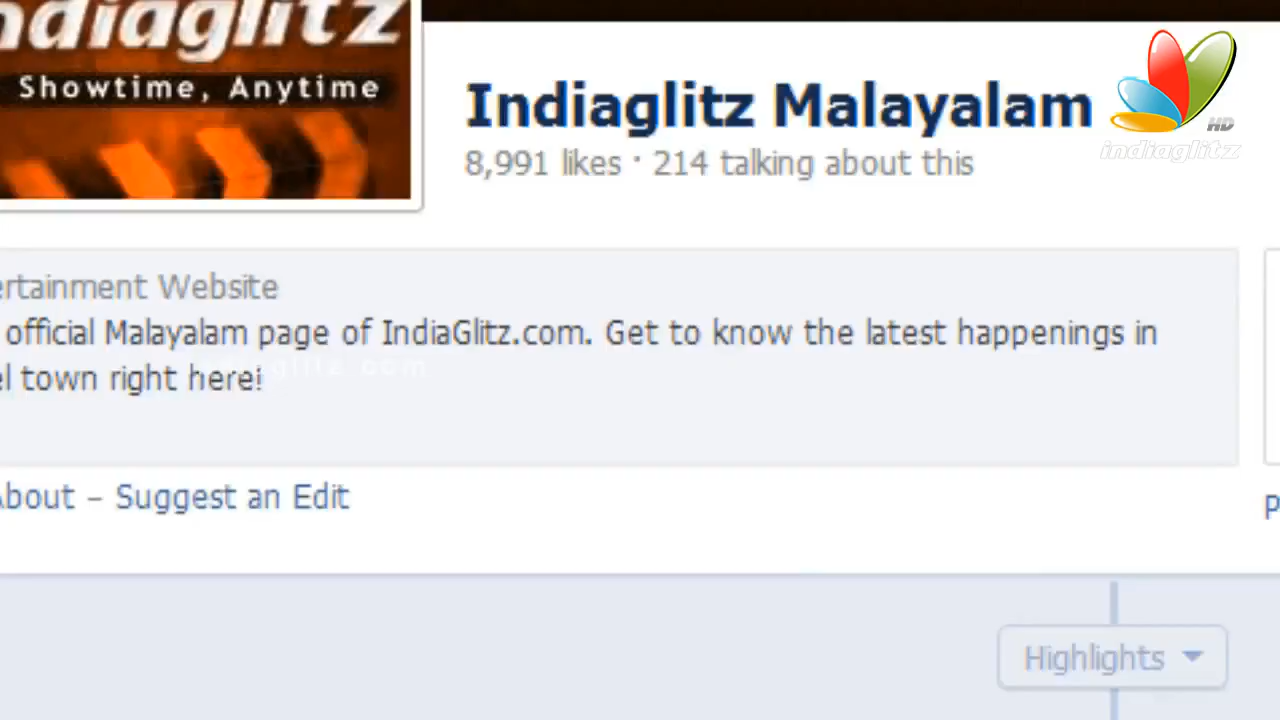 ndiaglitz
Showtime, Anytime
Indiaglitz Malayalam
8,991 likes · 214 talking about this
HD
indiaglitz
ertainment Website
official Malayalam page of IndiaGlitz.com. Get to know the latest happenings in
el town right here!
About – Suggest an Edit
P
Highlights